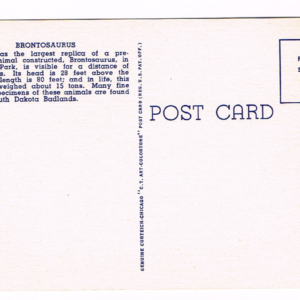 BRONTOSAURUS
as the largest replica of a pre-
nimal constructed, Brontosaurus, in
Park, is visible for a distance of
s. Its head is 28 feet above the
length is 80 feet; and in life, this
weighed about 15 tons. Many fine
pecimens of these animals are found
uth Dakota Badlands.
GENUINE CURTEICH-CHICAGO "C. T. ART-COLORTONE" POST CARD (REG. U. S. PAT. OFF.)
POST CARD